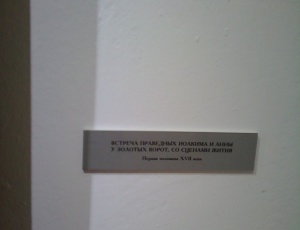 ВСТРЕЧА ПРАВЕДНЫХ ИОАКИМА И АННЫ
У ЗОЛОТЫХ ВОРОТ, СО СЦЕНАМИ ЖИТИЯ
Первая половина XVII века